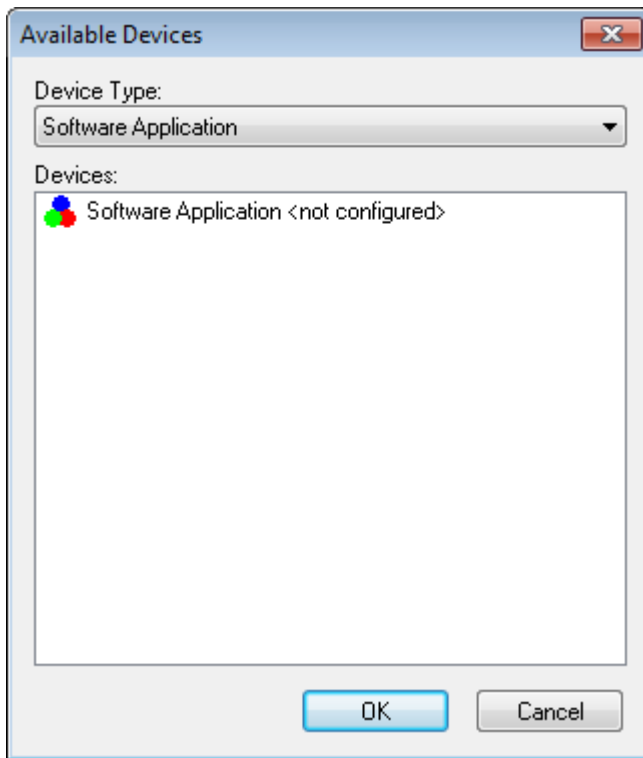 Available Devices
Device Type:
Software Application
Devices:
Software Application <not configured>
OK Cancel